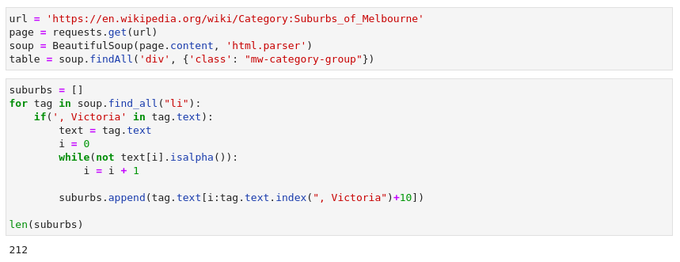 url = 'https://en.wikipedia.org/wiki/Category:Suburbs_of_Melbourne'
page = requests.get(url)
soup = BeautifulSoup(page.content, 'html.parser')
table = soup.findAll('div', {'class': "mw-category-group"})
suburbs = []
for tag in soup.find_all("li"):
    if(', Victoria' in tag.text):
        text = tag.text
        i = 0
        while(not text[i].isalpha()):
            i = i + 1
        suburbs.append(tag.text[i:tag.text.index(", Victoria")+10])
len(suburbs)
212